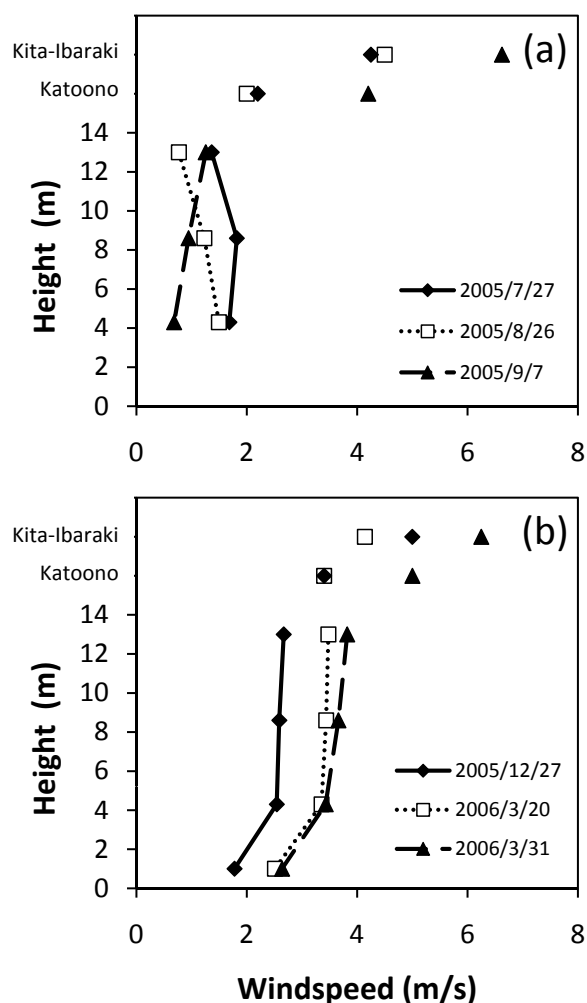 (a)
Kita-Ibaraki
Katoono
14
12
10
8
6
4
2
0
Height (m)
2005/7/27
2005/8/26
2005/9/7
0 2 4 6 8
(b)
Kita-Ibaraki
Katoono
14
12
10
8
6
4
2
0
Height (m)
2005/12/27
2006/3/20
2006/3/31
0 2 4 6 8
Windspeed (m/s)